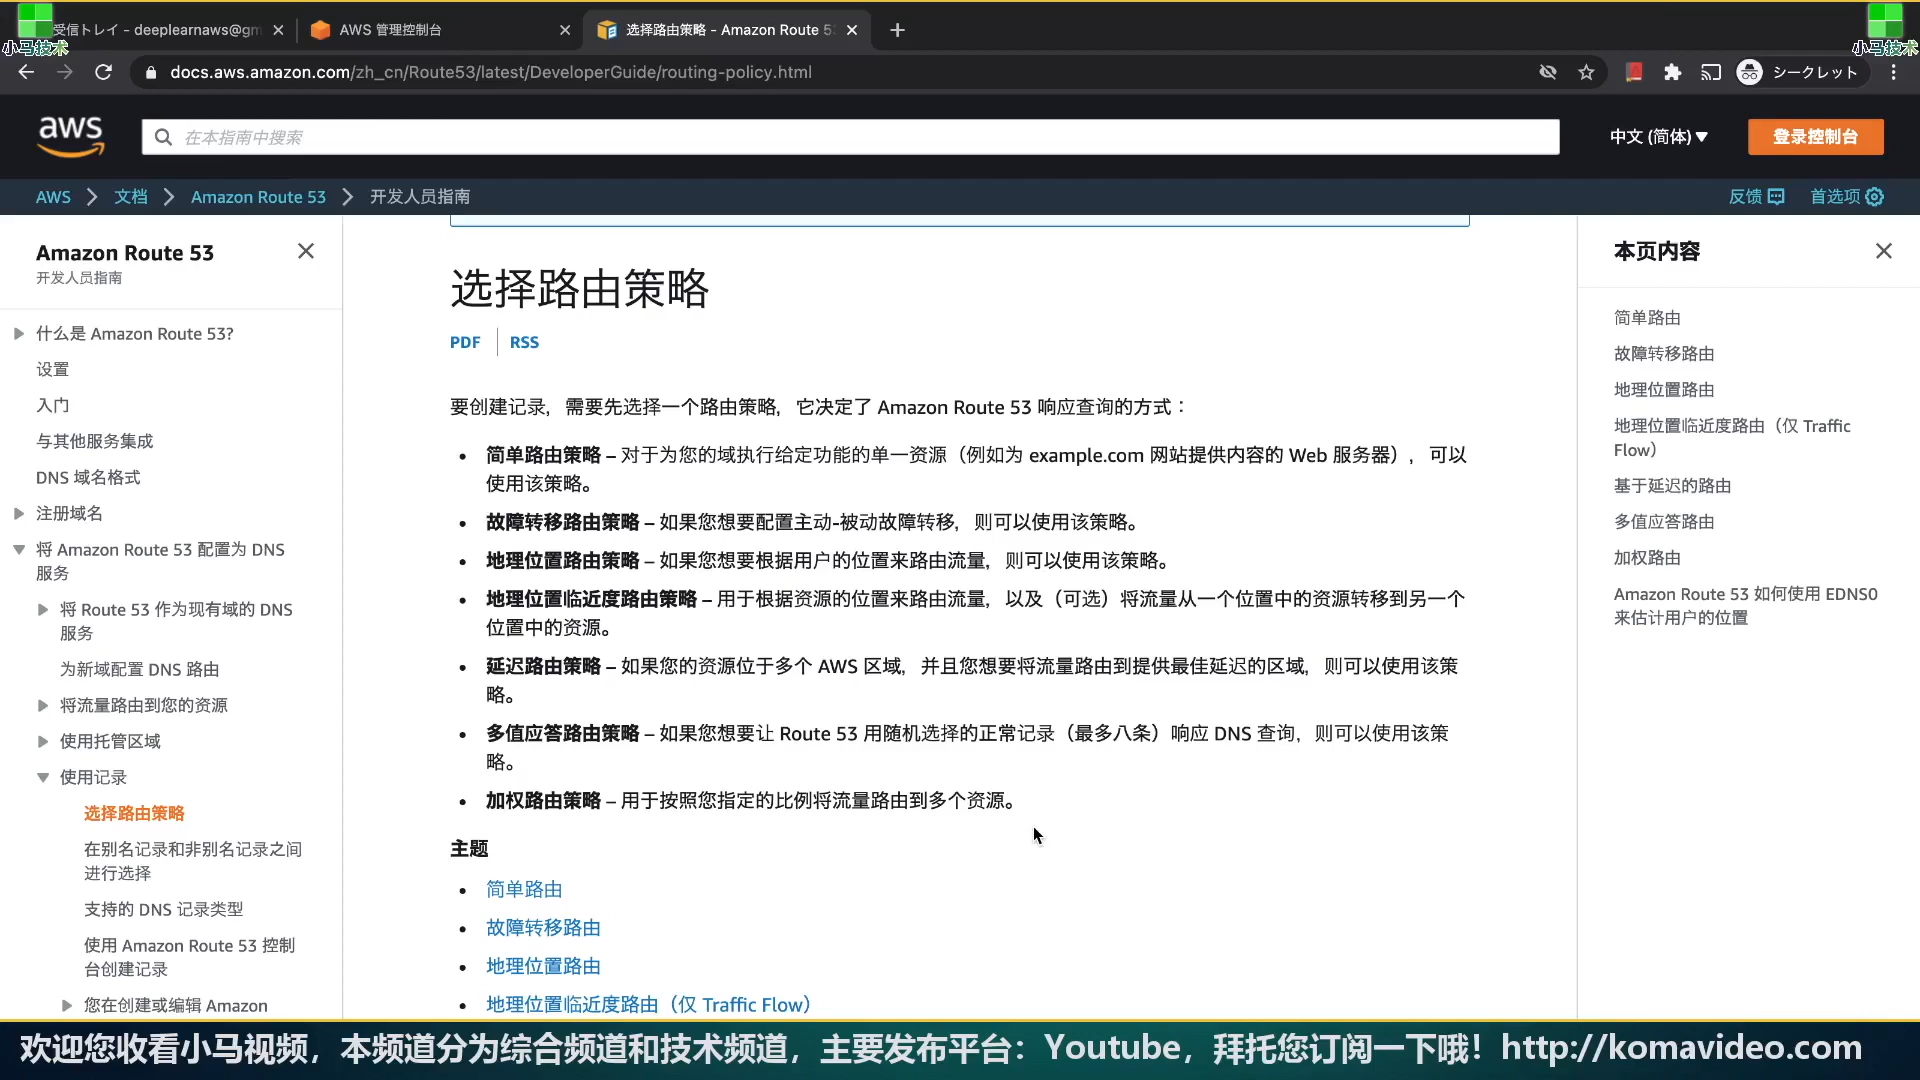 受信トレイ - deeplearnaws@gm
AWS 管理控制台
选择路由策略 - Amazon Route 5
小马技术
小马技术
docs.aws.amazon.com/zh_cn/Route53/latest/DeveloperGuide/routing-policy.html
シークレット
aws
在本指南中搜索
中文 (简体)
登录控制台
AWS
文档
Amazon Route 53
开发人员指南
反馈
首选项
Amazon Route 53
开发人员指南
什么是 Amazon Route 53?
设置
入门
与其他服务集成
DNS 域名格式
注册域名
将 Amazon Route 53 配置为 DNS
服务
将 Route 53 作为现有域的 DNS
服务
为新域配置 DNS 路由
将流量路由到您的资源
使用托管区域
使用记录
选择路由策略
在别名记录和非别名记录之间
进行选择
支持的 DNS 记录类型
使用 Amazon Route 53 控制
台创建记录
您在创建或编辑 Amazon
选择路由策略
PDF
RSS
要创建记录，需要先选择一个路由策略，它决定了 Amazon Route 53 响应查询的方式：
• 简单路由策略 – 对于为您的域执行给定功能的单一资源（例如为 example.com 网站提供内容的 Web 服务器），可以
使用该策略。
• 故障转移路由策略 – 如果您想要配置主动-被动故障转移，则可以使用该策略。
• 地理位置路由策略 – 如果您想要根据用户的位置来路由流量，则可以使用该策略。
• 地理位置临近度路由策略 – 用于根据资源的位置来路由流量，以及（可选）将流量从一个位置中的资源转移到另一个
位置中的资源。
• 延迟路由策略 – 如果您的资源位于多个 AWS 区域，并且您想要将流量路由到提供最佳延迟的区域，则可以使用该策
略。
• 多值应答路由策略 – 如果您想要让 Route 53 用随机选择的正常记录（最多八条）响应 DNS 查询，则可以使用该策
略。
• 加权路由策略 – 用于按照您指定的比例将流量路由到多个资源。
主题
• 简单路由
• 故障转移路由
• 地理位置路由
• 地理位置临近度路由（仅 Traffic Flow）
本页内容
简单路由
故障转移路由
地理位置路由
地理位置临近度路由（仅 Traffic
Flow）
基于延迟的路由
多值应答路由
加权路由
Amazon Route 53 如何使用 EDNS0
来估计用户的位置
欢迎您收看小马视频，本频道分为综合频道和技术频道，主要发布平台：Youtube，拜托您订阅一下哦！http://komavideo.com